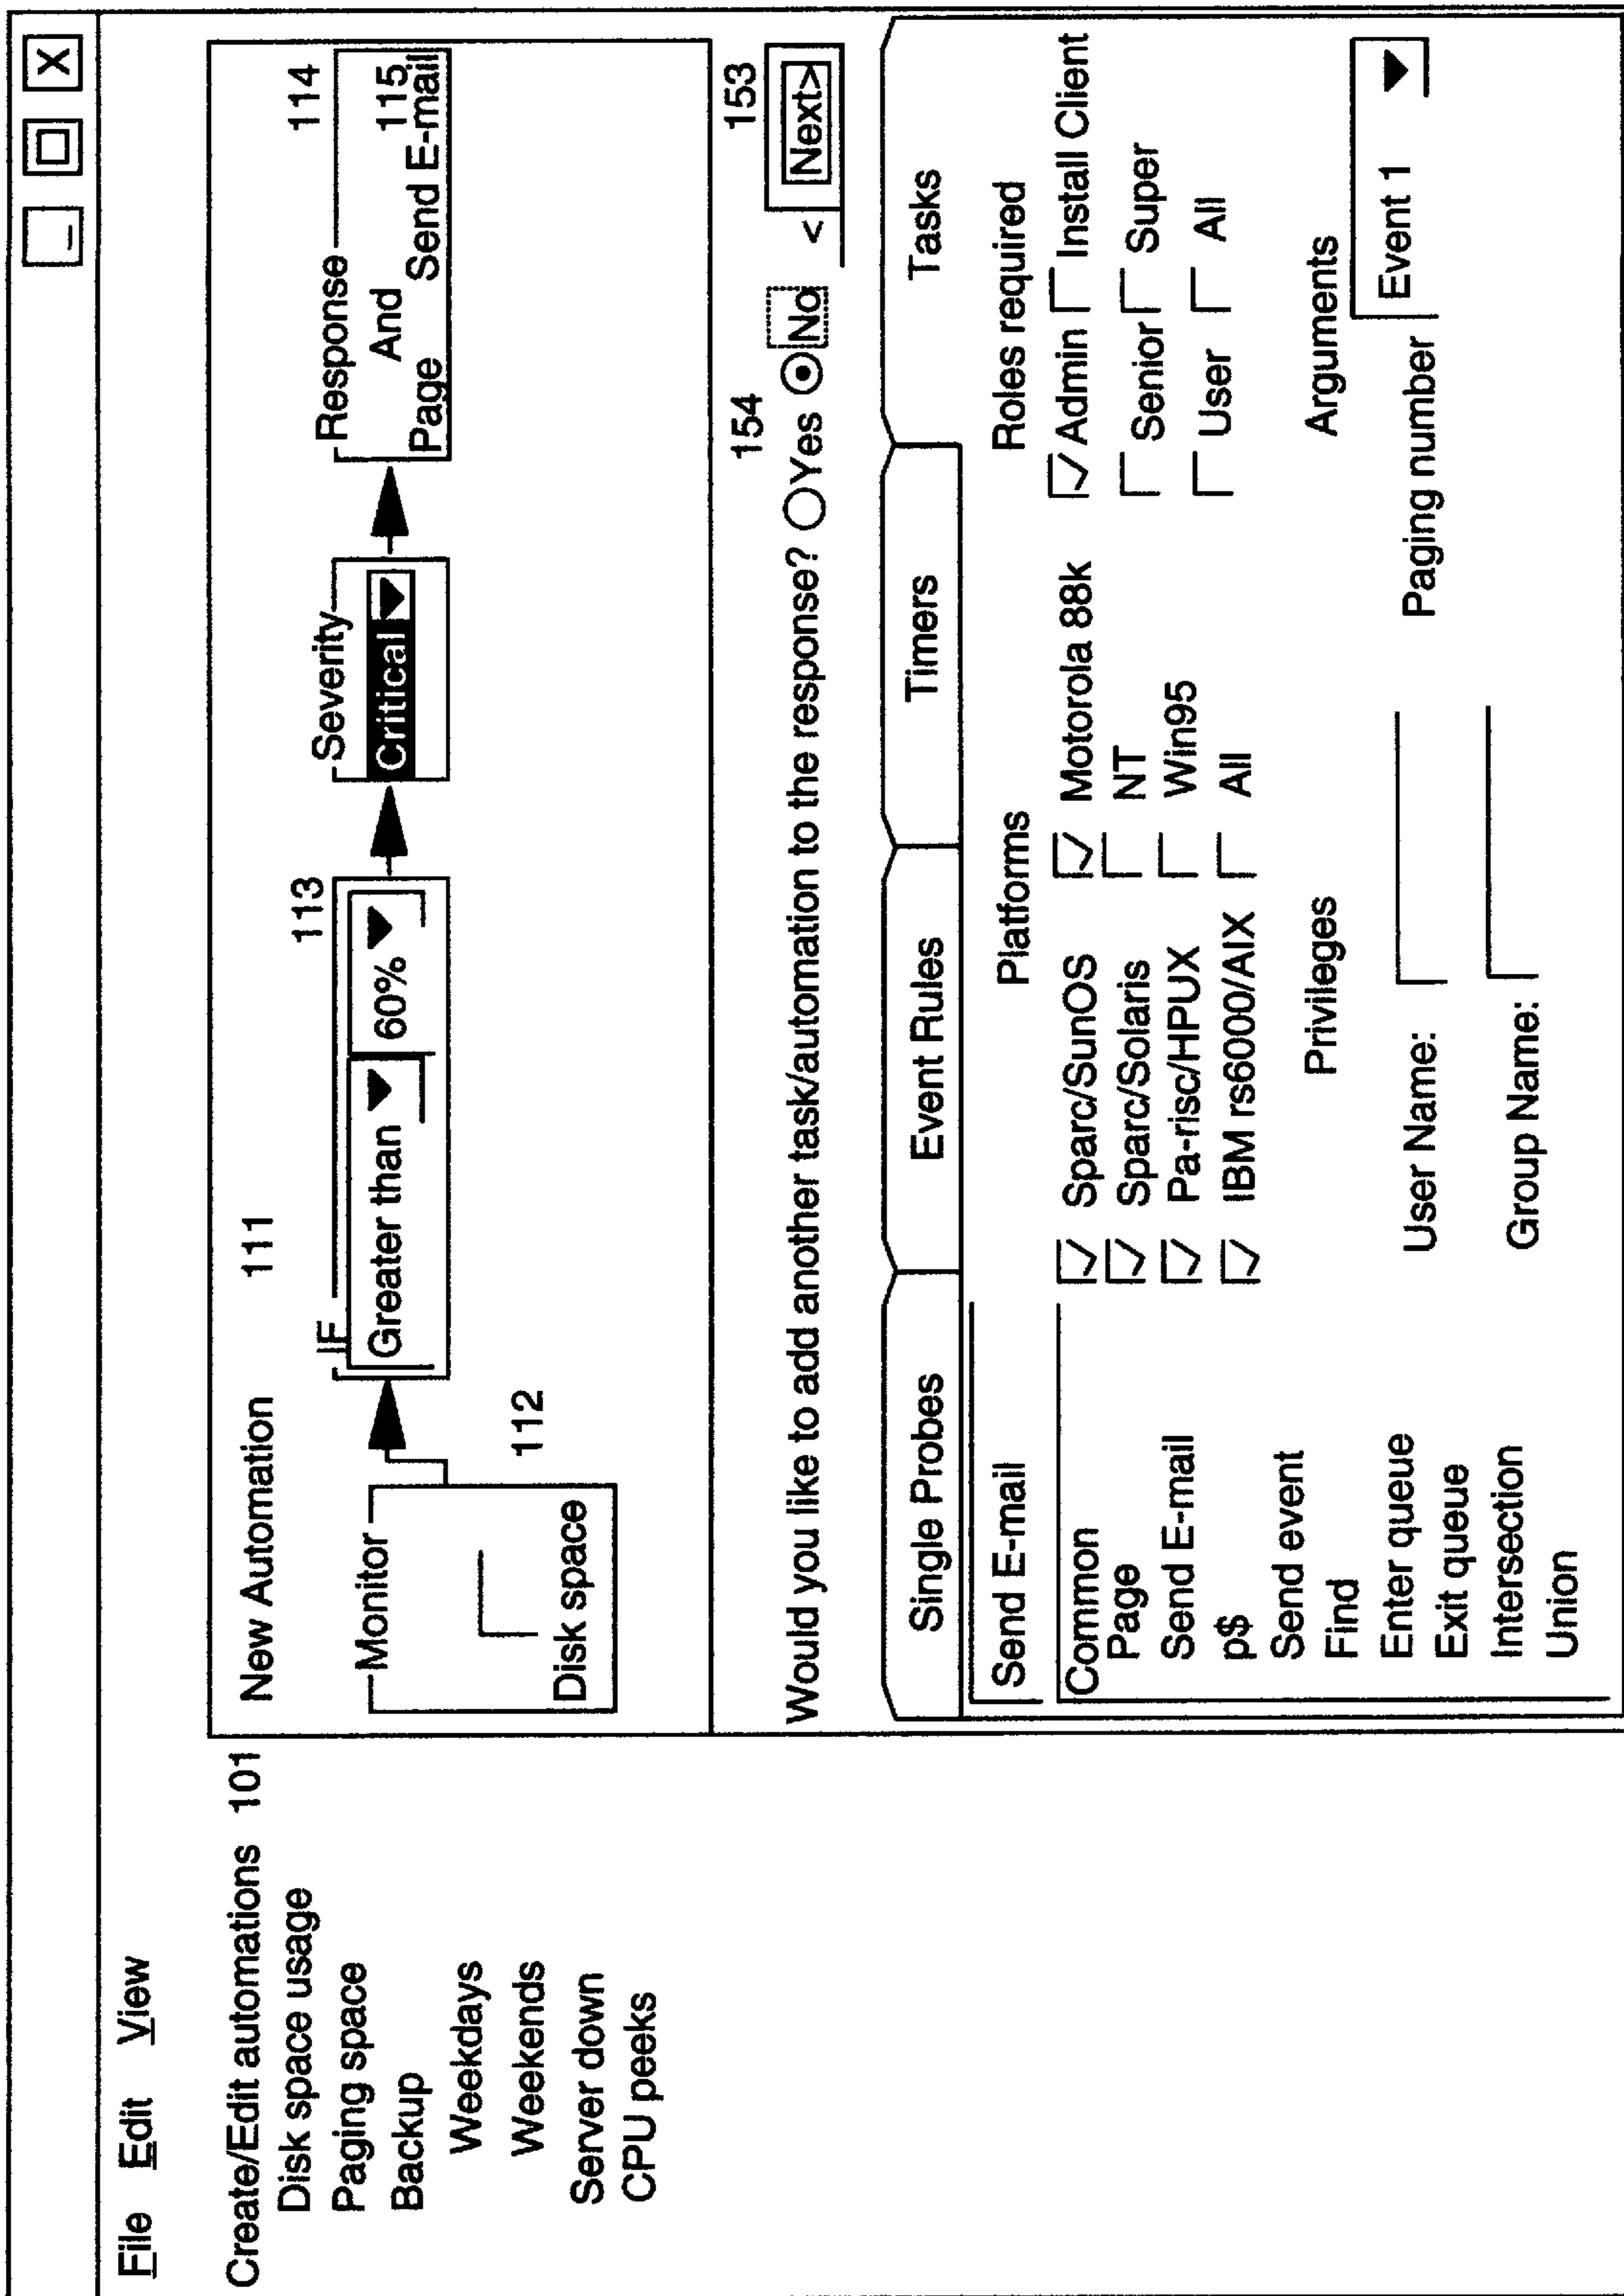 _ □ X
File Edit View
Create/Edit automations 101
Disk space usage
Paging space
Backup
Weekdays
Weekends
Server down
CPU peeks
New Automation 111
Monitor
Disk space
112
IF
113
Greater than 60%
Severity
Critical
114
Response
And 115
Page Send E-mail
154 153
Would you like to add another task/automation to the response? Yes No < Next>
Single Probes Event Rules Timers Tasks
Send E-mail
Common
Page
Send E-mail
p$
Send event
Find
Enter queue
Exit queue
Intersection
Union
Platforms
Sparc/SunOS Motorola 88k
Sparc/Solaris NT
Pa-risc/HPUX Win95
IBM rs6000/AIX All
Roles required
Admin Install Client
Senior Super
User All
Privileges
User Name:
Group Name:
Arguments
Paging number Event 1